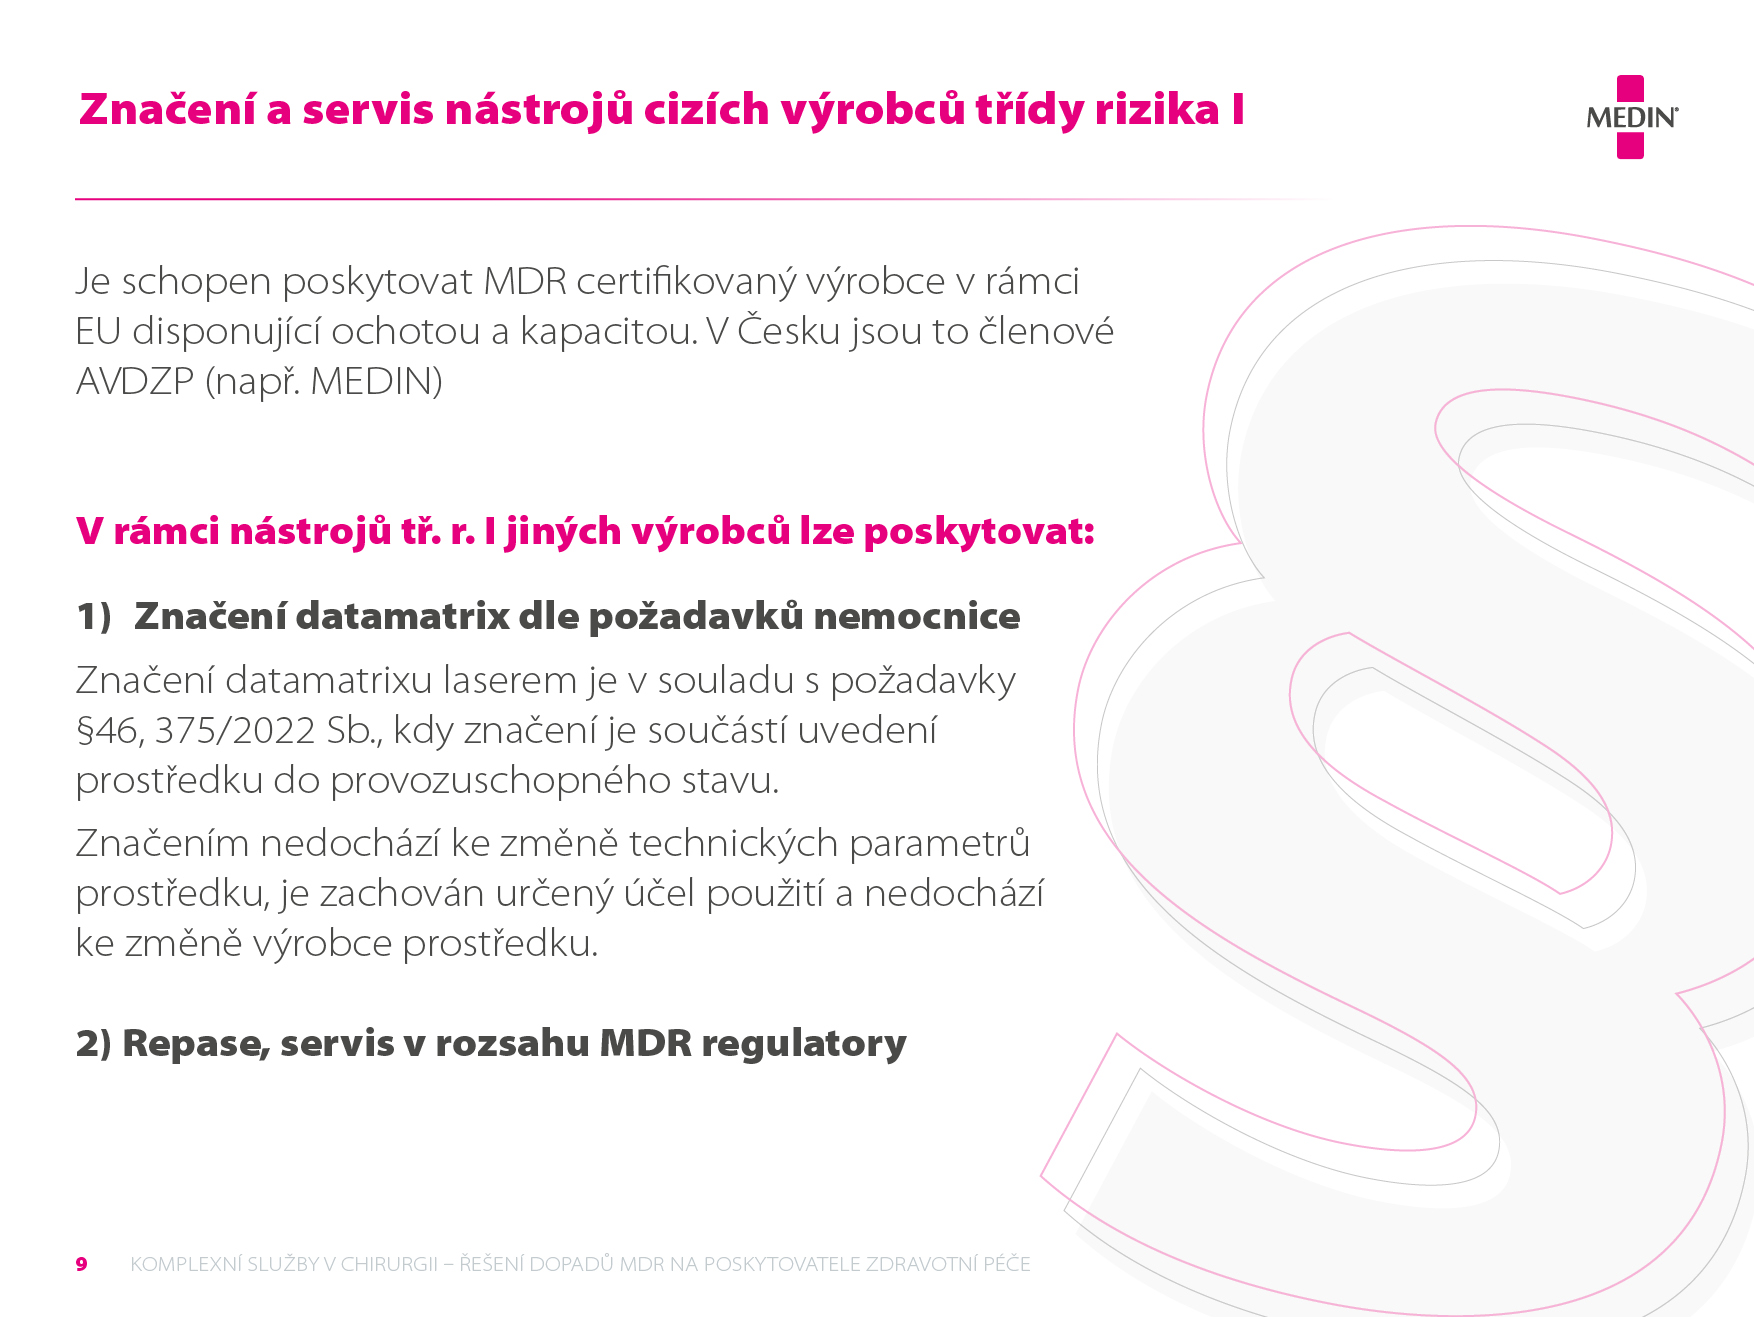 Značení a servis nástrojů cizích výrobců třídy rizika I
MEDIN®
Je schopen poskytovat MDR certifikovaný výrobce v rámci
EU disponující ochotou a kapacitou. V Česku jsou to členové
AVDZP (např. MEDIN)
V rámci nástrojů tř. r. I jiných výrobců lze poskytovat:
1) Značení datamatrix dle požadavků nemocnice
Značení datamatrixu laserem je v souladu s požadavky
§46, 375/2022 Sb., kdy značení je součástí uvedení
prostředku do provozuschopného stavu.
Značením nedochází ke změně technických parametrů
prostředku, je zachován určený účel použití a nedochází
ke změně výrobce prostředku.
2) Repase, servis v rozsahu MDR regulatory
9 KOMPLEXNÍ SLUŽBY V CHIRURGII – ŘEŠENÍ DOPADŮ MDR NA POSKYTOVATELE ZDRAVOTNÍ PÉČE